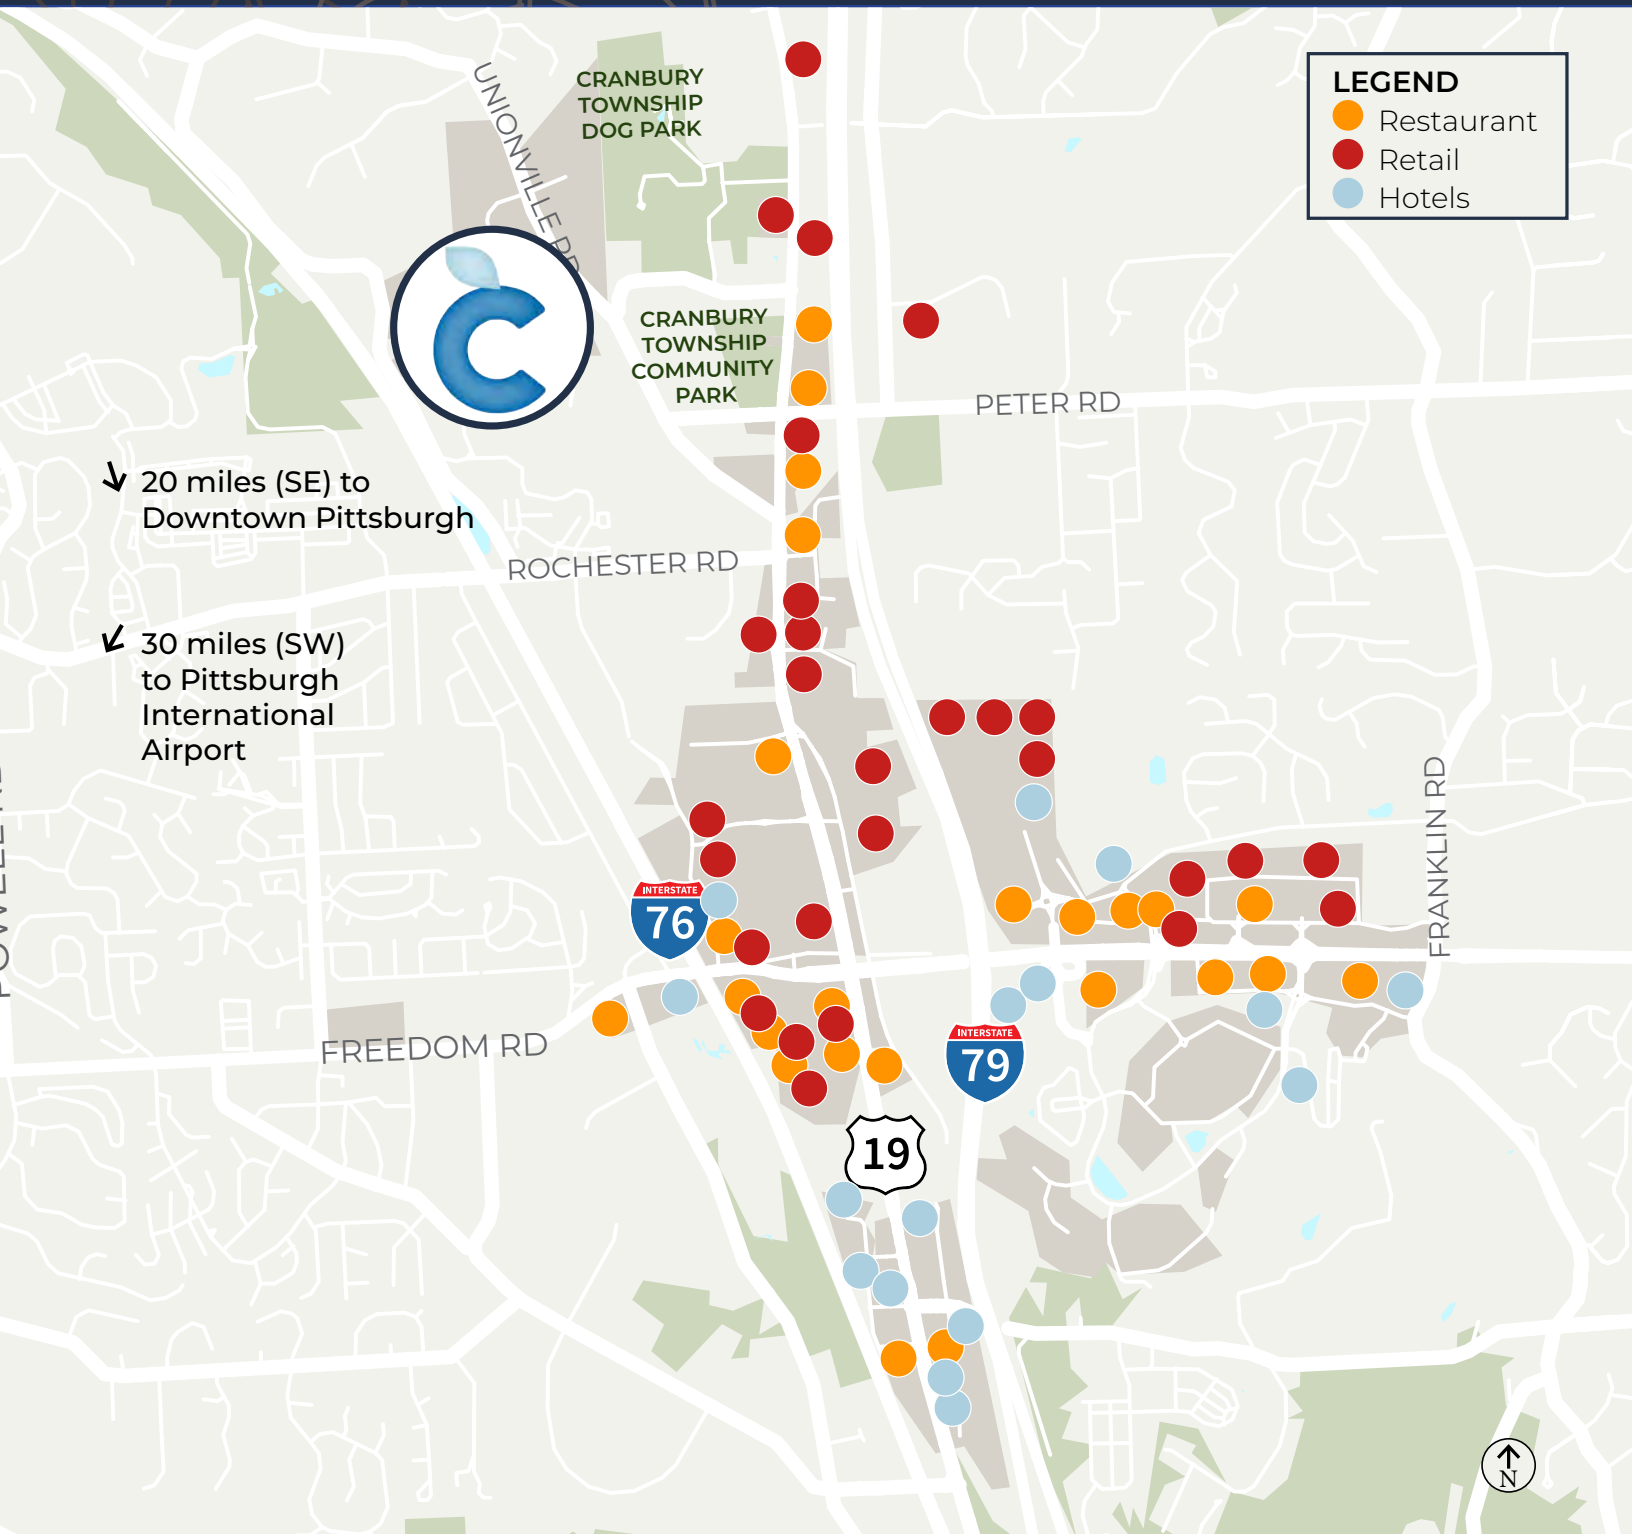 LEGEND
Restaurant
Retail
Hotels
CRANBURY
TOWNSHIP
DOG PARK
UNIONVILLE RD
C
CRANBURY
TOWNSHIP
COMMUNITY
PARK
PETER RD
20 miles (SE) to
Downtown Pittsburgh
ROCHESTER RD
30 miles (SW)
to Pittsburgh
International
Airport
FRANKLIN RD
INTERSTATE
76
FREEDOM RD
INTERSTATE
79
19
N